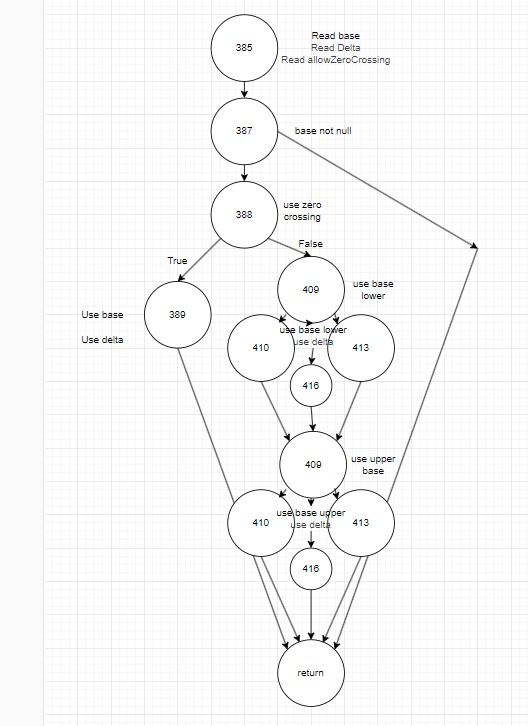 385
Read base
Read Delta
Read allowZeroCrossing
387
base not null
388
use zero
crossing
True
False
409
use base
lower
389
Use base
Use delta
use base lower
use delta
410
413
416
409
use upper
base
use base upper
use delta
410
413
416
return